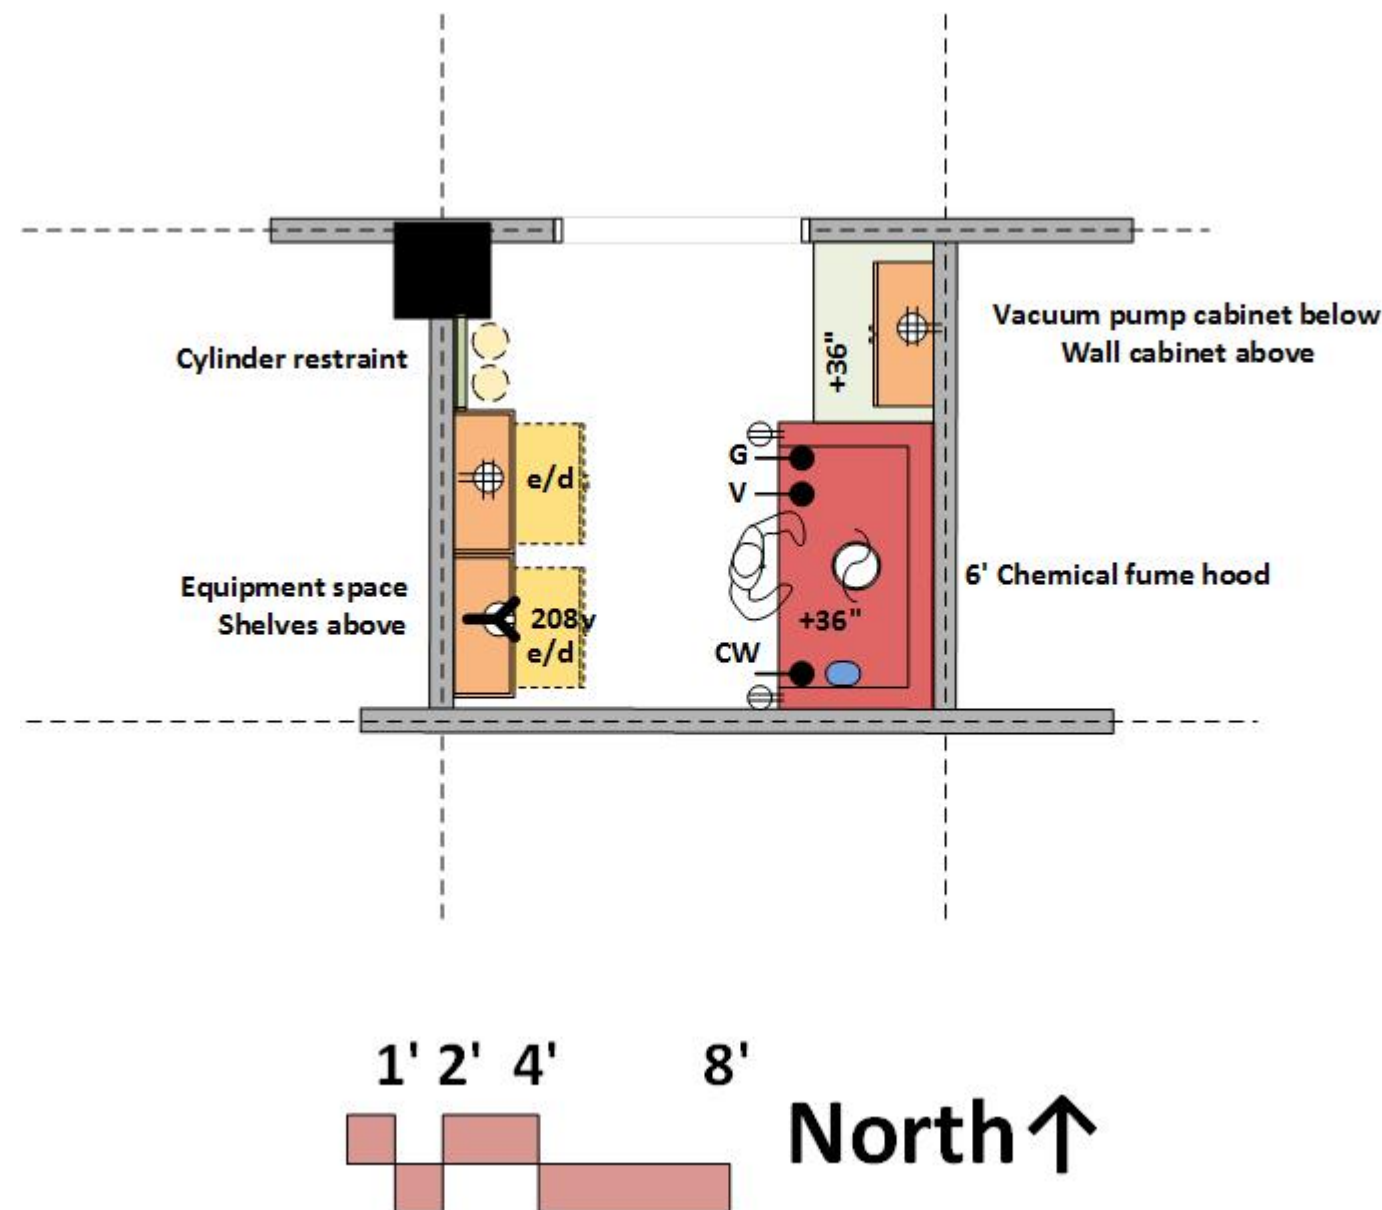 Cylinder restraint
Vacuum pump cabinet below
Wall cabinet above
+36"
G
V
e/d
Equipment space
Shelves above
208v
e/d
6' Chemical fume hood
+36"
CW
1' 2' 4' 8'
North